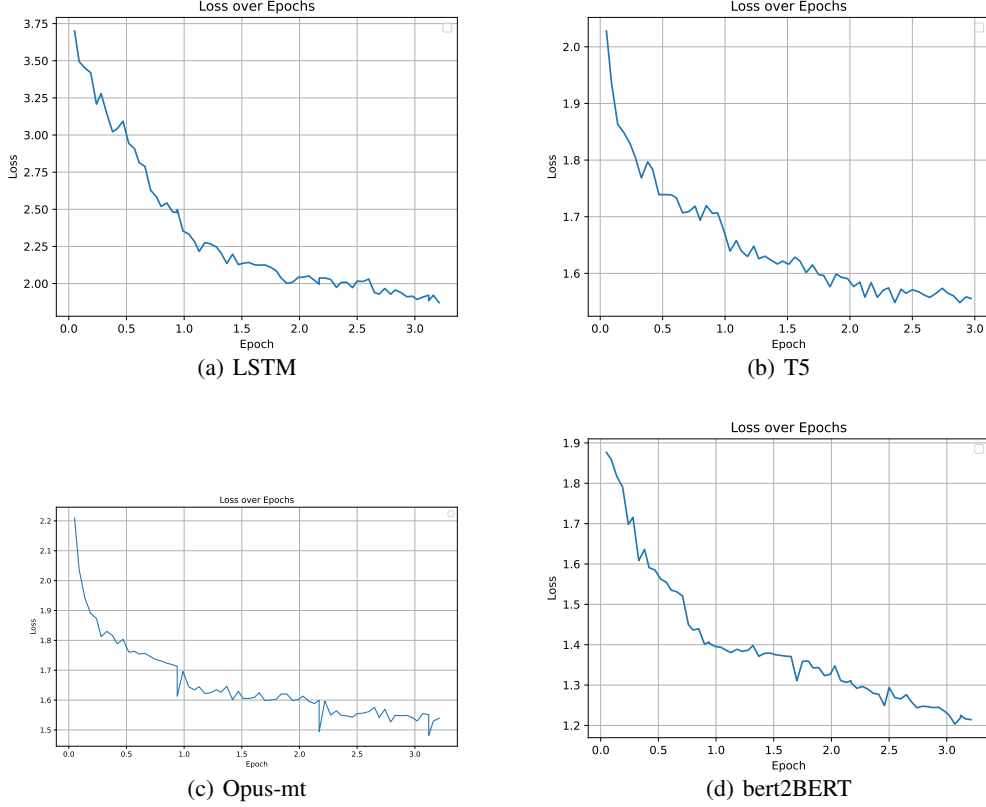 Loss over Epochs
3.75
3.50
3.25
3.00
2.75
2.50
2.25
2.00
Loss
0.0 0.5 1.0 1.5 2.0 2.5 3.0
Epoch
(a) LSTM
Loss over Epochs
2.0
1.9
1.8
1.7
1.6
Loss
0.0 0.5 1.0 1.5 2.0 2.5 3.0
Epoch
(b) T5
Loss over Epochs
2.2
2.1
2.0
1.9
1.8
1.7
1.6
1.5
Loss
0.0 0.5 1.0 1.5 2.0 2.5 3.0
Epoch
(c) Opus-mt
Loss over Epochs
1.9
1.8
1.7
1.6
1.5
1.4
1.3
1.2
Loss
0.0 0.5 1.0 1.5 2.0 2.5 3.0
Epoch
(d) bert2BERT